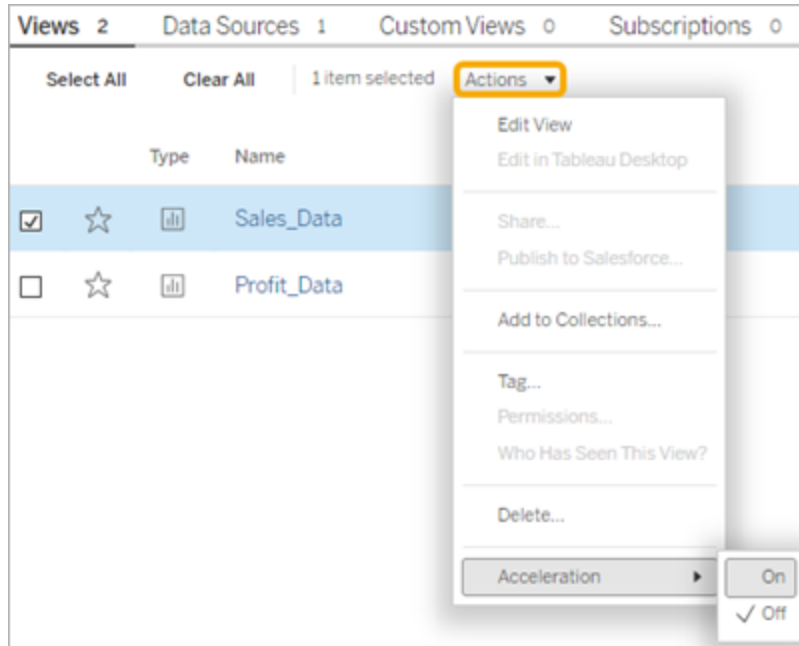 Views 2 Data Sources 1 Custom Views 0 Subscriptions 0
Select All Clear All 1 item selected Actions
Type Name
Sales_Data
Profit_Data
Edit View
Edit in Tableau Desktop
Share...
Publish to Salesforce...
Add to Collections...
Tag...
Permissions...
Who Has Seen This View?
Delete...
Acceleration
On
Off